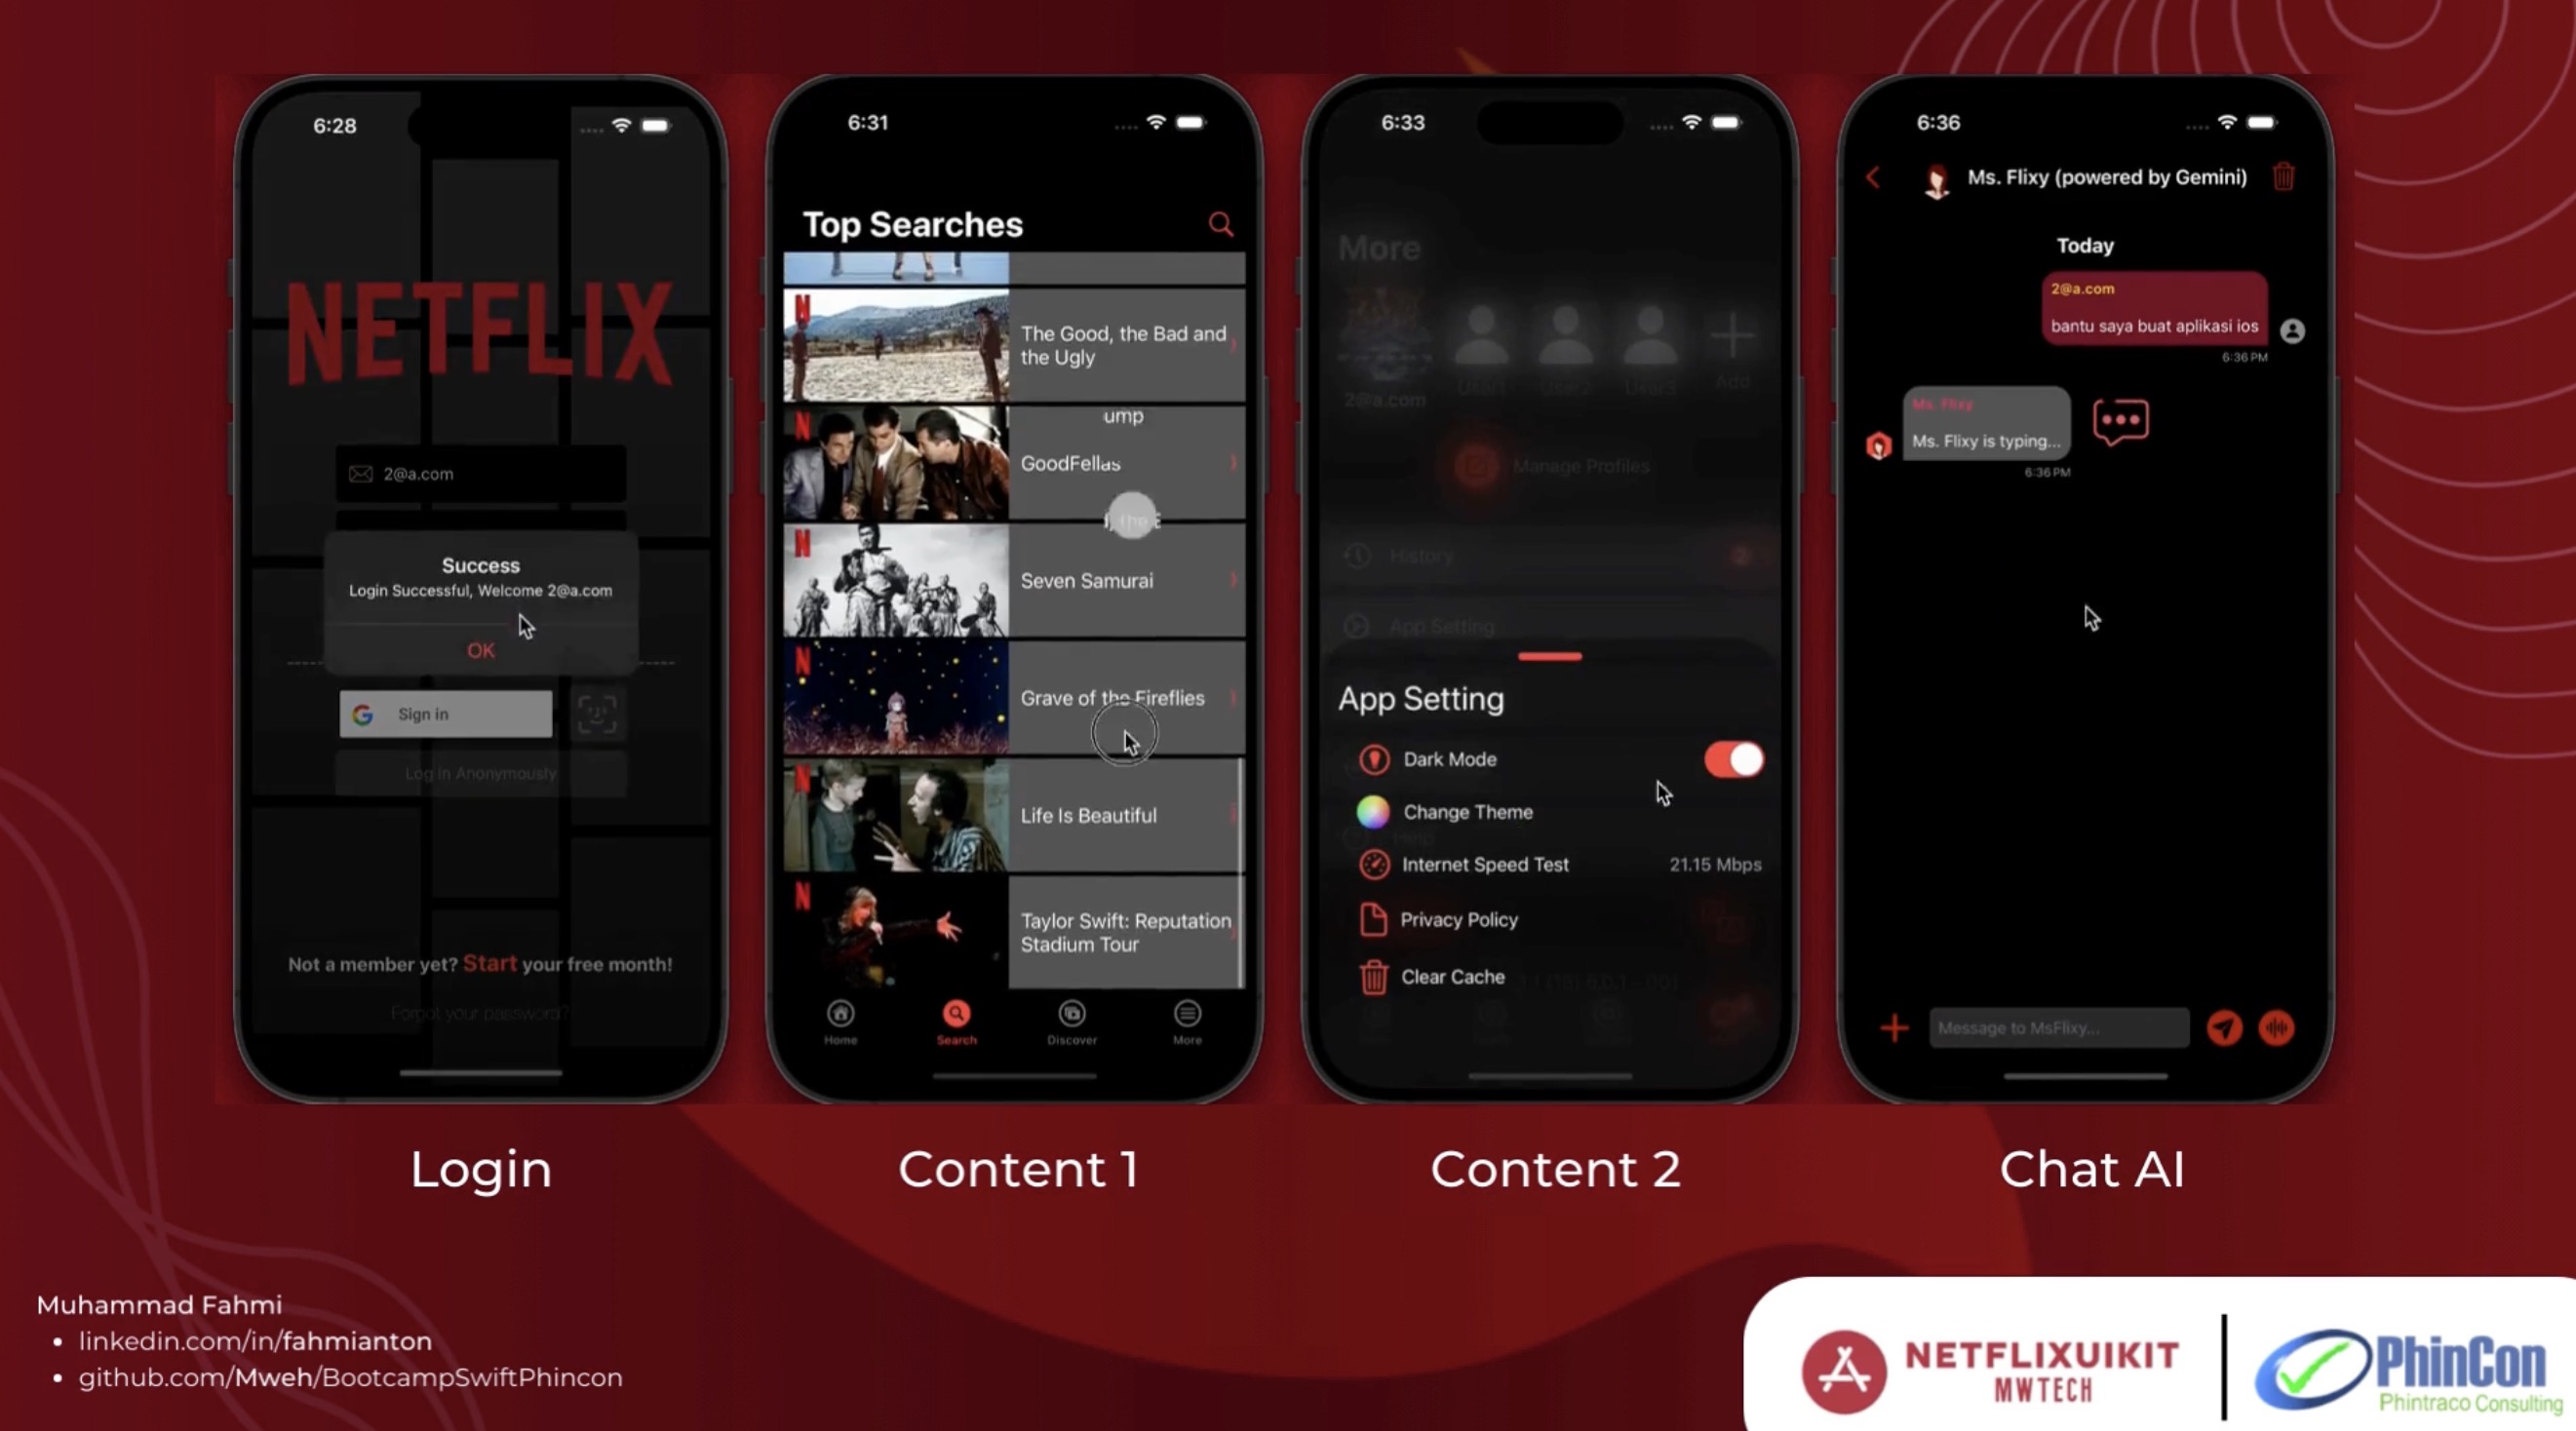 6:28
NETFLIX
2@a.com
Success
Login Successful, Welcome 2@a.com
OK
Sign in
Log in Anonymously
Not a member yet? Start your free month!
Forgot your password?
Login
6:31
Top Searches
The Good, the Bad and
the Ugly
ump
GoodFellas
Seven Samurai
Grave of the Fireflies
Life Is Beautiful
Taylor Swift: Reputation
Stadium Tour
Home
Search
Discover
More
Content 1
6:33
More
2@a.com
User2
Add
Manage Profiles
History
2
App Setting
App Setting
Dark Mode
Change Theme
Help
Internet Speed Test
21.15 Mbps
Privacy Policy
Clear Cache
Content 2
6:36
Ms. Flixy (powered by Gemini)
Today
2@a.com
bantu saya buat aplikasi ios
6:36 PM
Ms. Flixy
Ms. Flixy is typing...
6:36 PM
Message to MsFlixy...
Chat AI
Muhammad Fahmi
• linkedin.com/in/fahmianton
• github.com/Mweh/BootcampSwiftPhincon
NETFLIXUIKIT
MWTECH
PhinCon
Phintraco Consulting